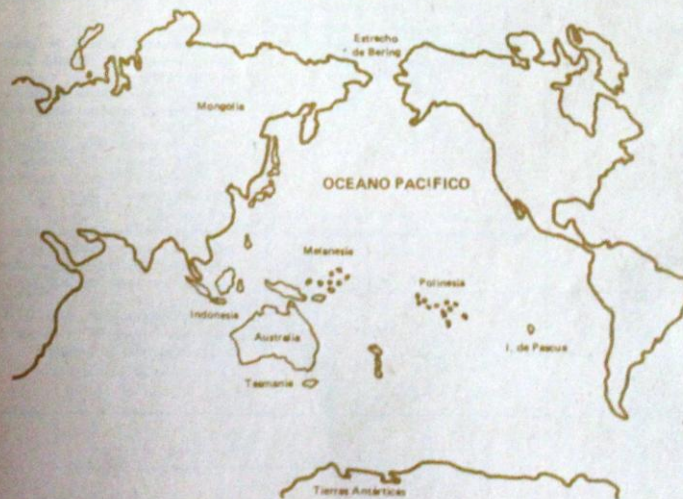 Estrecho
de Bering
Mongolia
OCEANO PACIFICO
Melanesia
Polinesia
Indonesia
Australia
I. de Pascua
Tasmania
Tierras Antárticas